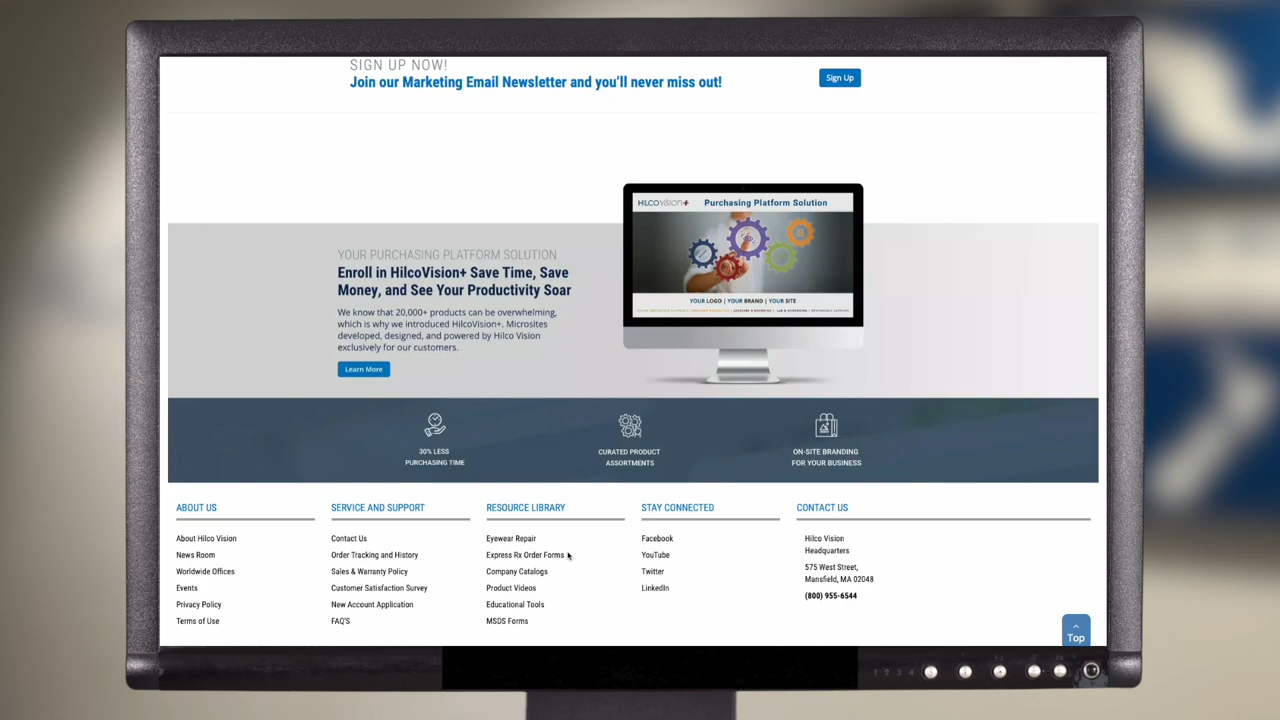 SIGN UP NOW!
Join our Marketing Email Newsletter and you'll never miss out!
Sign Up
HILCO VISION+
Purchasing Platform Solution
YOUR LOGO | YOUR BRAND | YOUR SITE
YOUR PURCHASING PLATFORM SOLUTION
Enroll in HilcoVision+ Save Time, Save
Money, and See Your Productivity Soar
We know that 20,000+ products can be overwhelming,
which is why we introduced HilcoVision+. Microsites
developed, designed, and powered by Hilco Vision
exclusively for our customers.
Learn More
30% LESS
PURCHASING TIME
CURATED PRODUCT
ASSORTMENTS
ON-SITE BRANDING
FOR YOUR BUSINESS
ABOUT US
About Hilco Vision
News Room
Worldwide Offices
Events
Privacy Policy
Terms of Use
SERVICE AND SUPPORT
Contact Us
Order Tracking and History
Sales & Warranty Policy
Customer Satisfaction Survey
New Account Application
FAQ'S
RESOURCE LIBRARY
Eyewear Repair
Express Rx Order Forms
Company Catalogs
Product Videos
Educational Tools
MSDS Forms
STAY CONNECTED
Facebook
YouTube
Twitter
LinkedIn
CONTACT US
Hilco Vision
Headquarters
575 West Street,
Mansfield, MA 02048
(800) 955-6544
Top